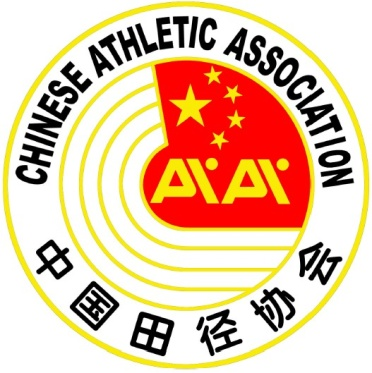 CHINESE ATHLETIC ASSOCIATION
中国田径协会